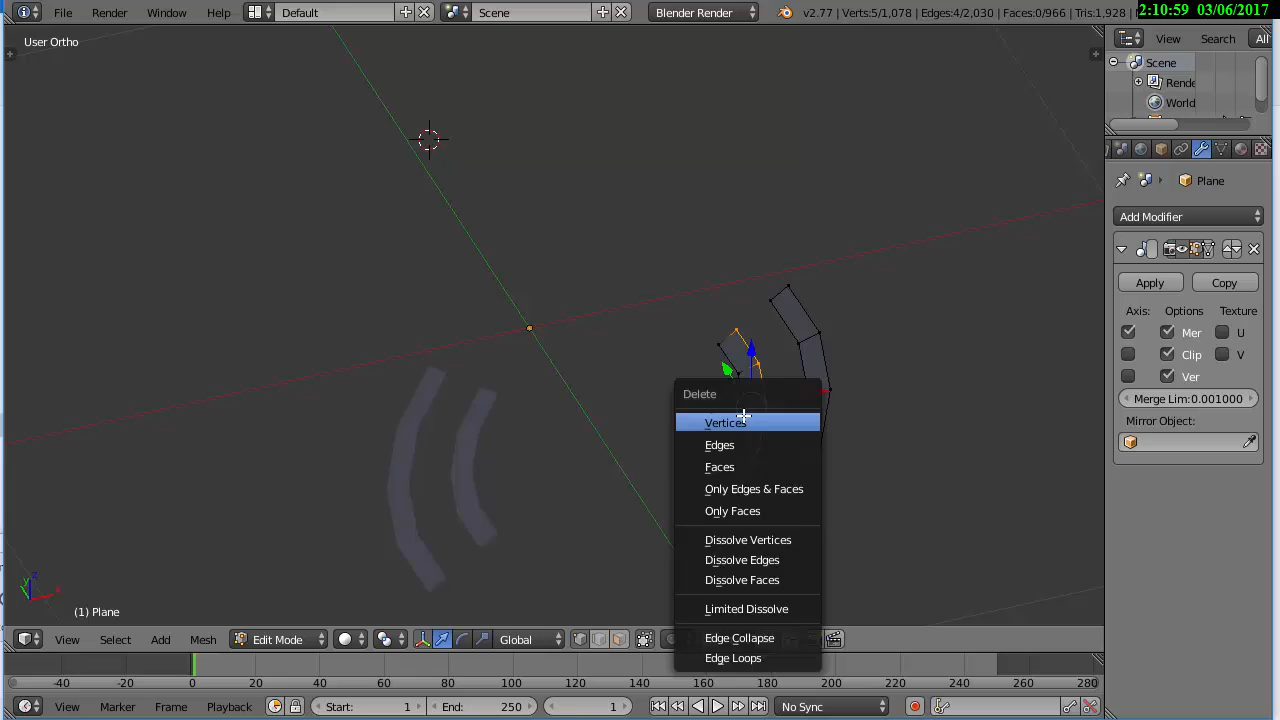 File Render Window Help Default Scene Blender Render v2.77 | Verts:5/1,078 | Edges:4/2,030 | Faces:0/966 | Tris:1,928 |
2:10:59 03/06/2017
User Ortho
View Search All
Scene
Rende
World
Plane
Add Modifier
Apply Copy
Axis: Options Texture
Mer U
Clip V
Ver
Merge Lim:0.001000
Mirror Object:
Delete
Vertices
Edges
Faces
Only Edges & Faces
Only Faces
Dissolve Vertices
Dissolve Edges
Dissolve Faces
Limited Dissolve
Edge Collapse
Edge Loops
z
y
x
(1) Plane
View Select Add Mesh Edit Mode Global
-40 -20 0 20 40 60 80 100 120 140 160 180 200 220 240 260 280
View Marker Frame Playback Start: 1 End: 250 1 No Sync